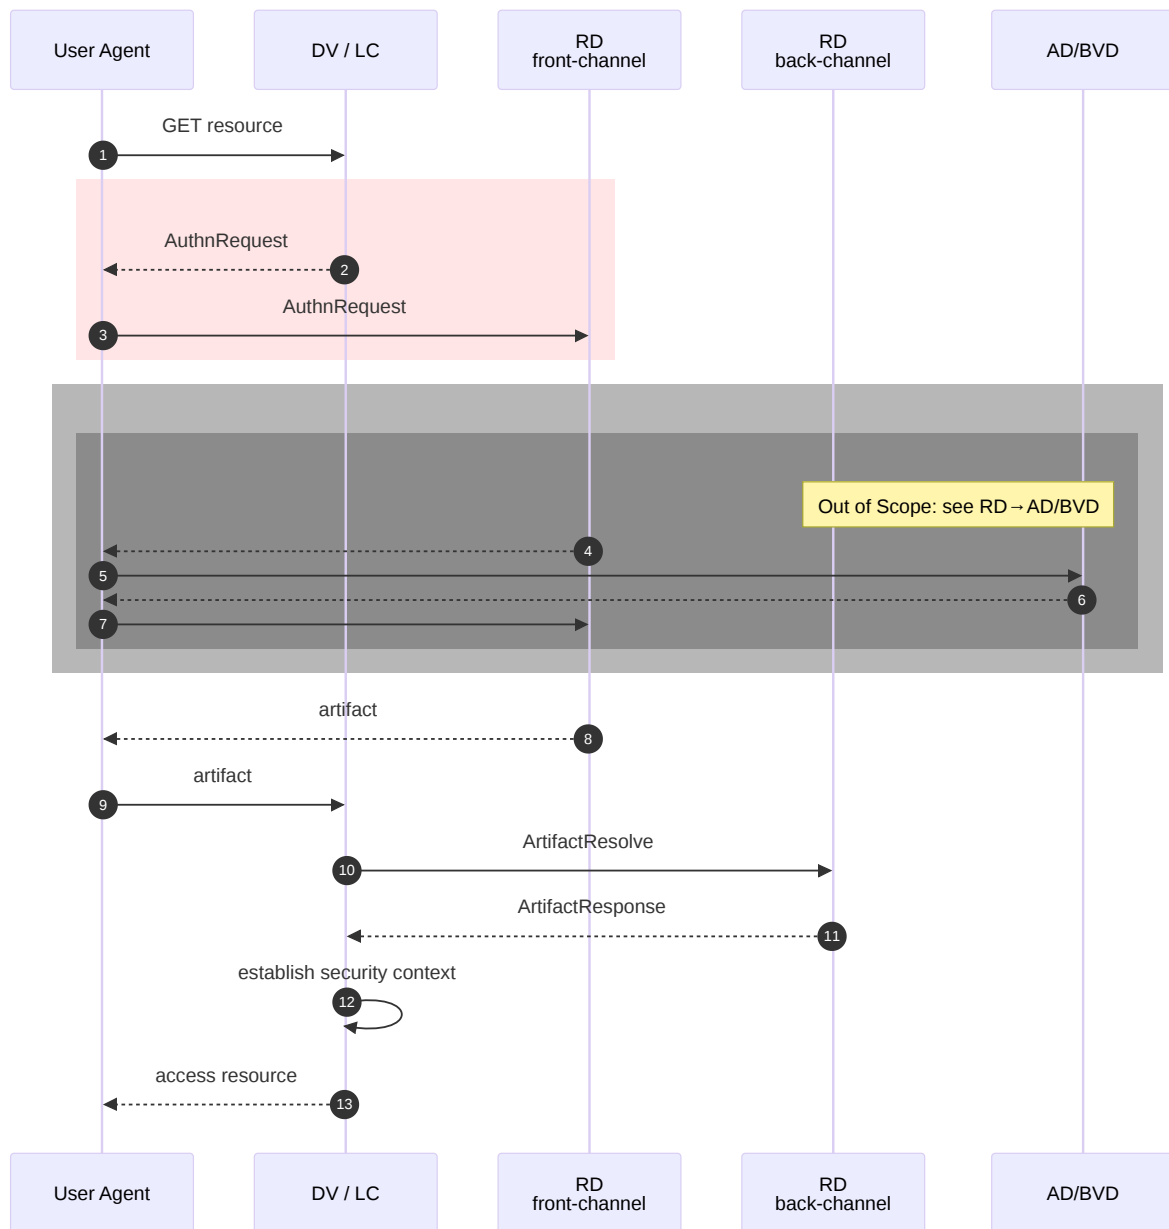 User Agent
DV / LC
RD
front-channel
RD
back-channel
AD/BVD
GET resource
1
AuthnRequest
2
AuthnRequest
3
Out of Scope: see RD→AD/BVD
4
5
6
7
artifact
8
artifact
9
ArtifactResolve
10
ArtifactResponse
11
establish security context
12
access resource
13
User Agent
DV / LC
RD
front-channel
RD
back-channel
AD/BVD